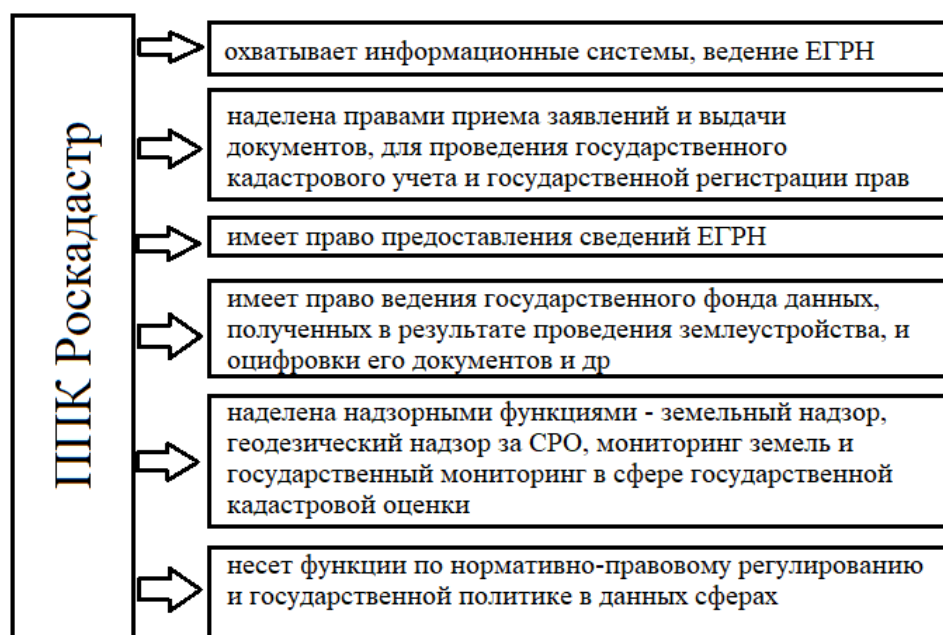 ППК Роскадастр
охватывает информационные системы, ведение ЕГРН
наделена правами приема заявлений и выдачи
документов, для проведения государственного
кадастрового учета и государственной регистрации прав
имеет право предоставления сведений ЕГРН
имеет право ведения государственного фонда данных,
полученных в результате проведения землеустройства, и
оцифровки его документов и др
наделена надзорными функциями - земельный надзор,
геодезический надзор за СРО, мониторинг земель и
государственный мониторинг в сфере государственной
кадастровой оценки
несет функции по нормативно-правовому регулированию
и государственной политике в данных сферах